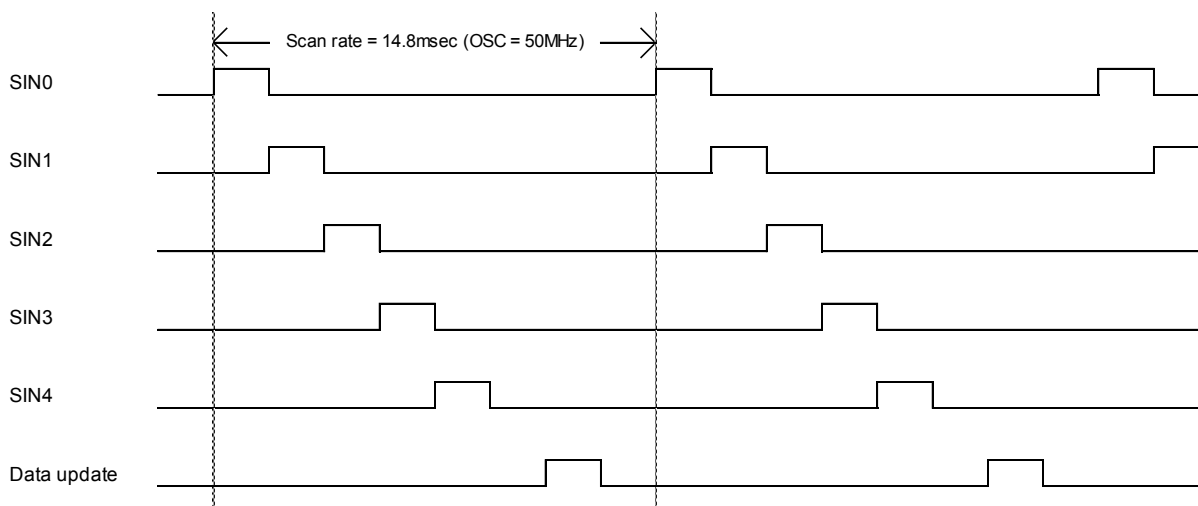 Scan rate = 14.8msec (OSC = 50MHz)
SIN0
SIN1
SIN2
SIN3
SIN4
Data update